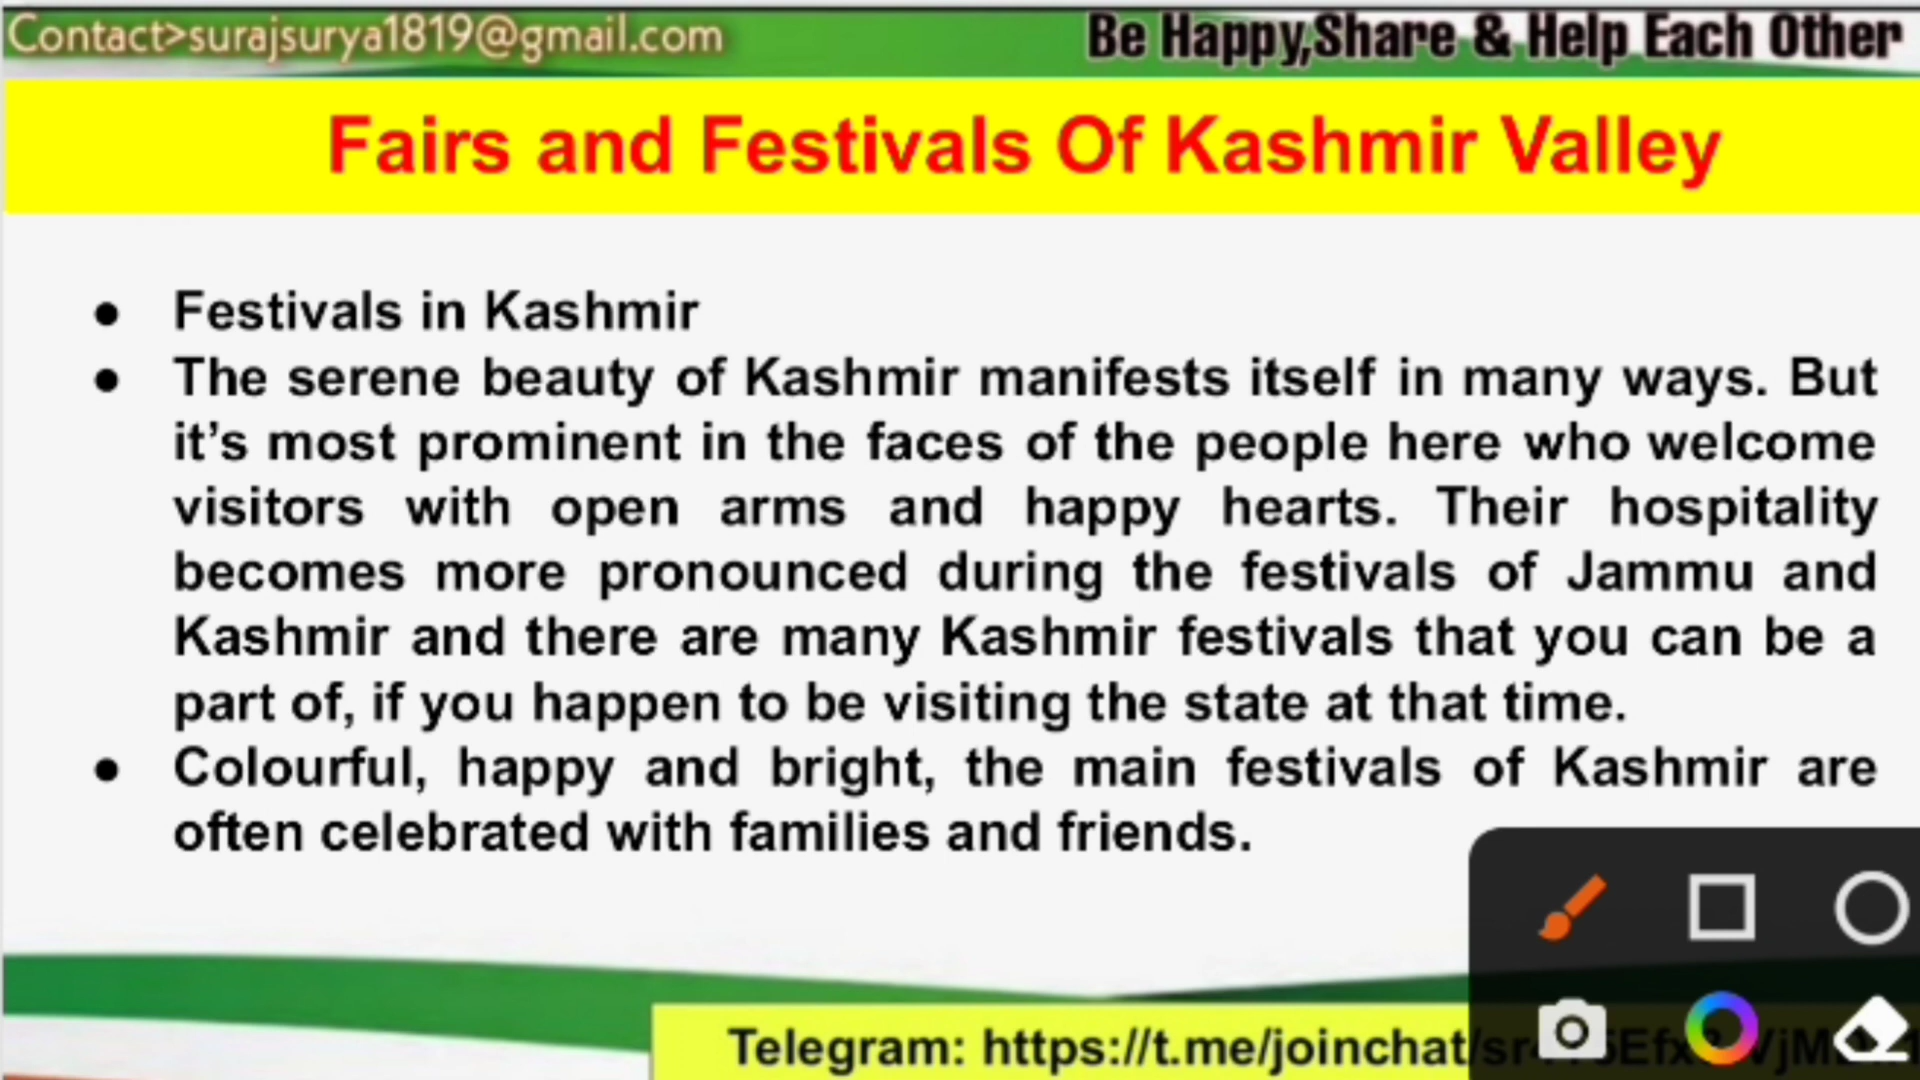 Contact>surajsurya1819@gmail.com
Be Happy,Share & Help Each Other
Fairs and Festivals Of Kashmir Valley
● Festivals in Kashmir
● The serene beauty of Kashmir manifests itself in many ways. But
it’s most prominent in the faces of the people here who welcome
visitors with open arms and happy hearts. Their hospitality
becomes more pronounced during the festivals of Jammu and
Kashmir and there are many Kashmir festivals that you can be a
part of, if you happen to be visiting the state at that time.
● Colourful, happy and bright, the main festivals of Kashmir are
often celebrated with families and friends.
Telegram: https://t.me/joinchat/